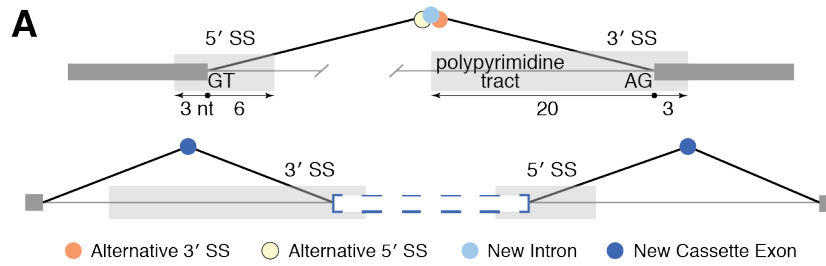 A
5′ SS
3′ SS
polypyrimidine
tract
GT
AG
3 nt
6
20
3
3′ SS
5′ SS
Alternative 3′ SS
Alternative 5′ SS
New Intron
New Cassette Exon